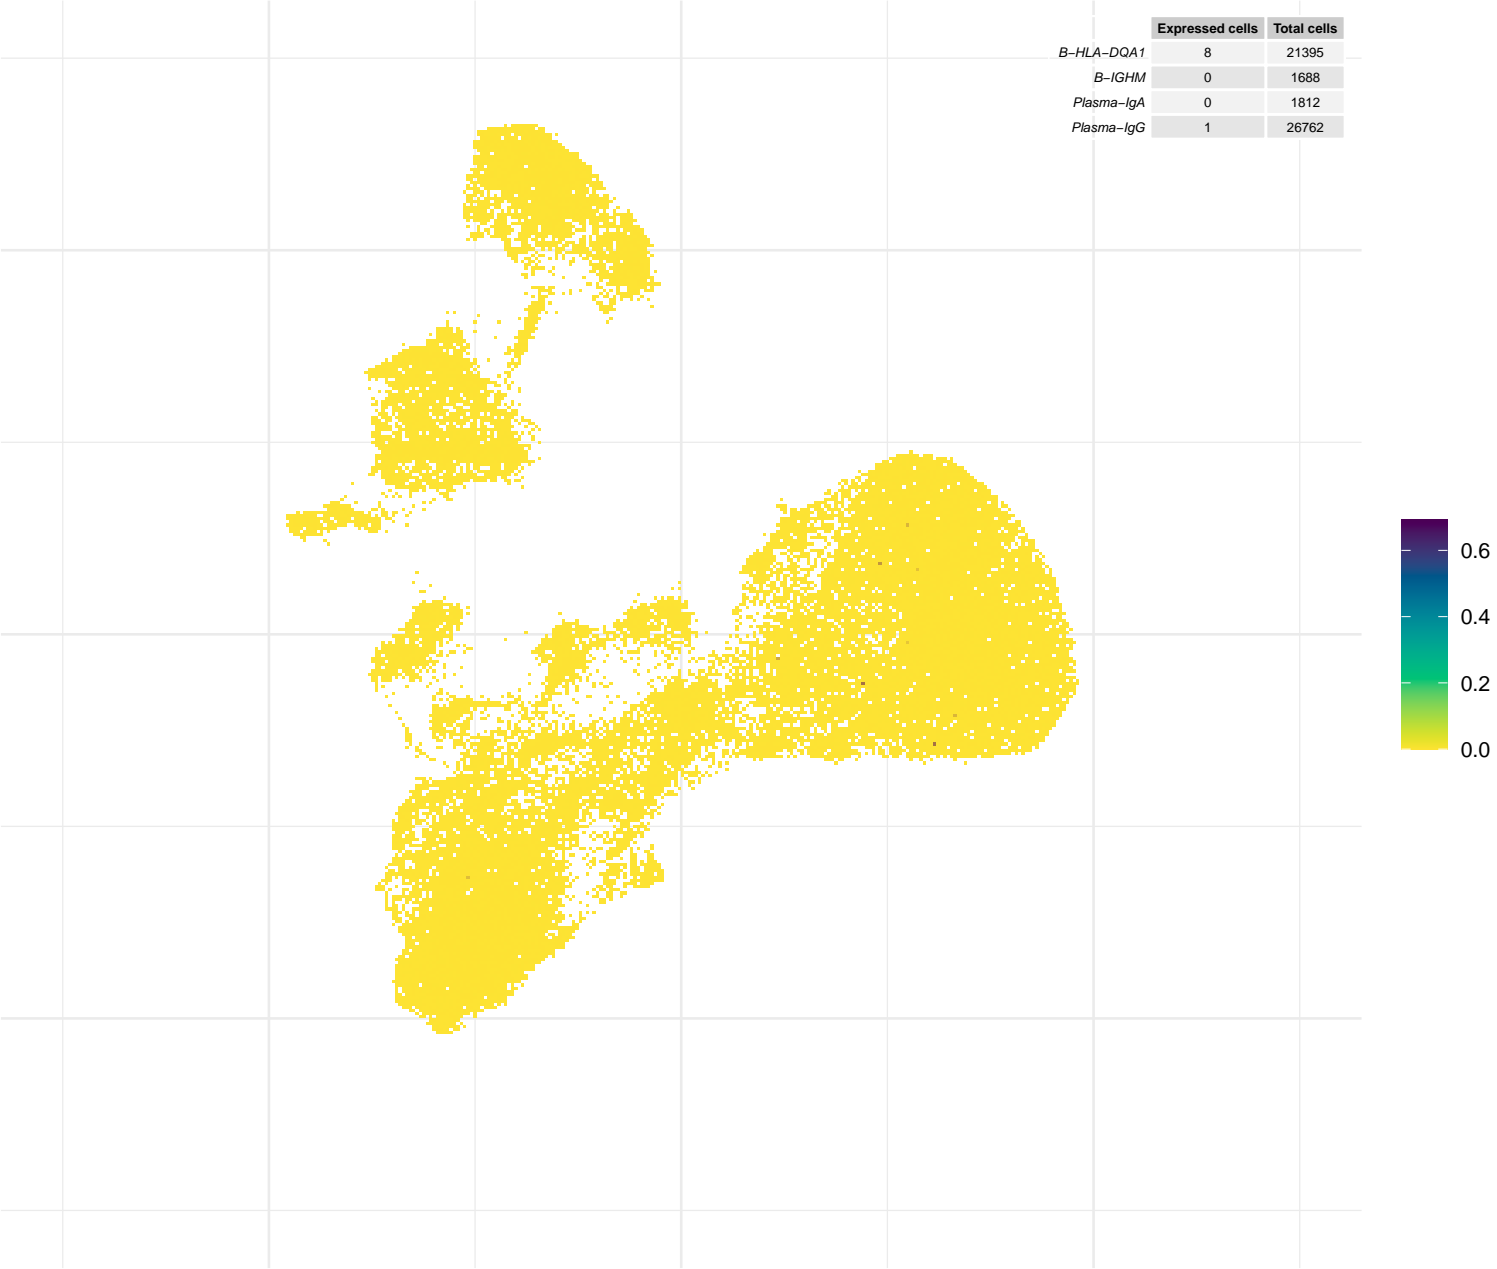 Expressed cells Total cells
B−HLA−DQA1 8 21395
B−IGHM 0 1688
Plasma−IgA 0 1812
Plasma−IgG 1 26762
0.6
0.4
0.2
0.0